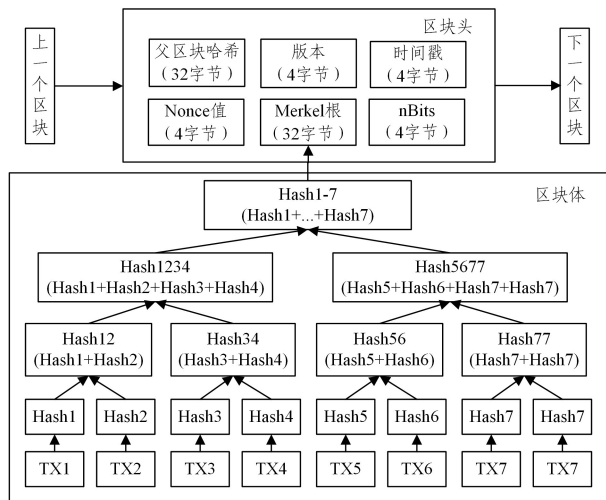 区块头
上一个区块
父区块哈希
(32字节)
版本
(4字节)
时间戳
(4字节)
下一个区块
Nonce值
(4字节)
Merkel根
(32字节)
nBits
(4字节)
区块体
Hash1-7
(Hash1+...+Hash7)
Hash1234
(Hash1+Hash2+Hash3+Hash4)
Hash5677
(Hash5+Hash6+Hash7+Hash7)
Hash12
(Hash1+Hash2)
Hash34
(Hash3+Hash4)
Hash56
(Hash5+Hash6)
Hash77
(Hash7+Hash7)
Hash1
Hash2
Hash3
Hash4
Hash5
Hash6
Hash7
Hash7
TX1
TX2
TX3
TX4
TX5
TX6
TX7
TX7